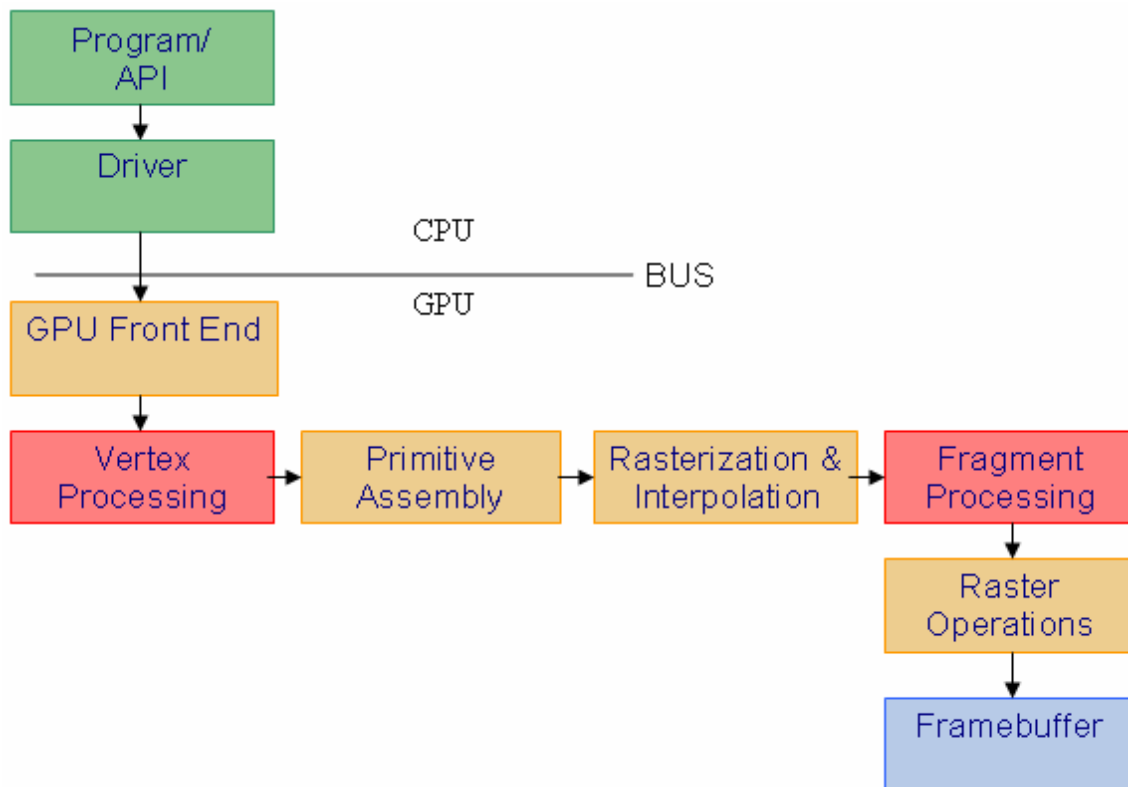 Program/
API
Driver
CPU
BUS
GPU
GPU Front End
Vertex
Processing
Primitive
Assembly
Rasterization &
Interpolation
Fragment
Processing
Raster
Operations
Framebuffer